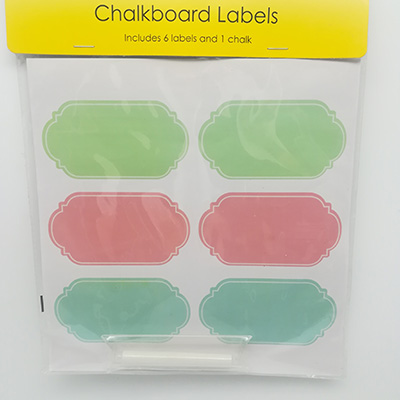 Chalkboard Labels
Includes 6 labels and 1 chalk